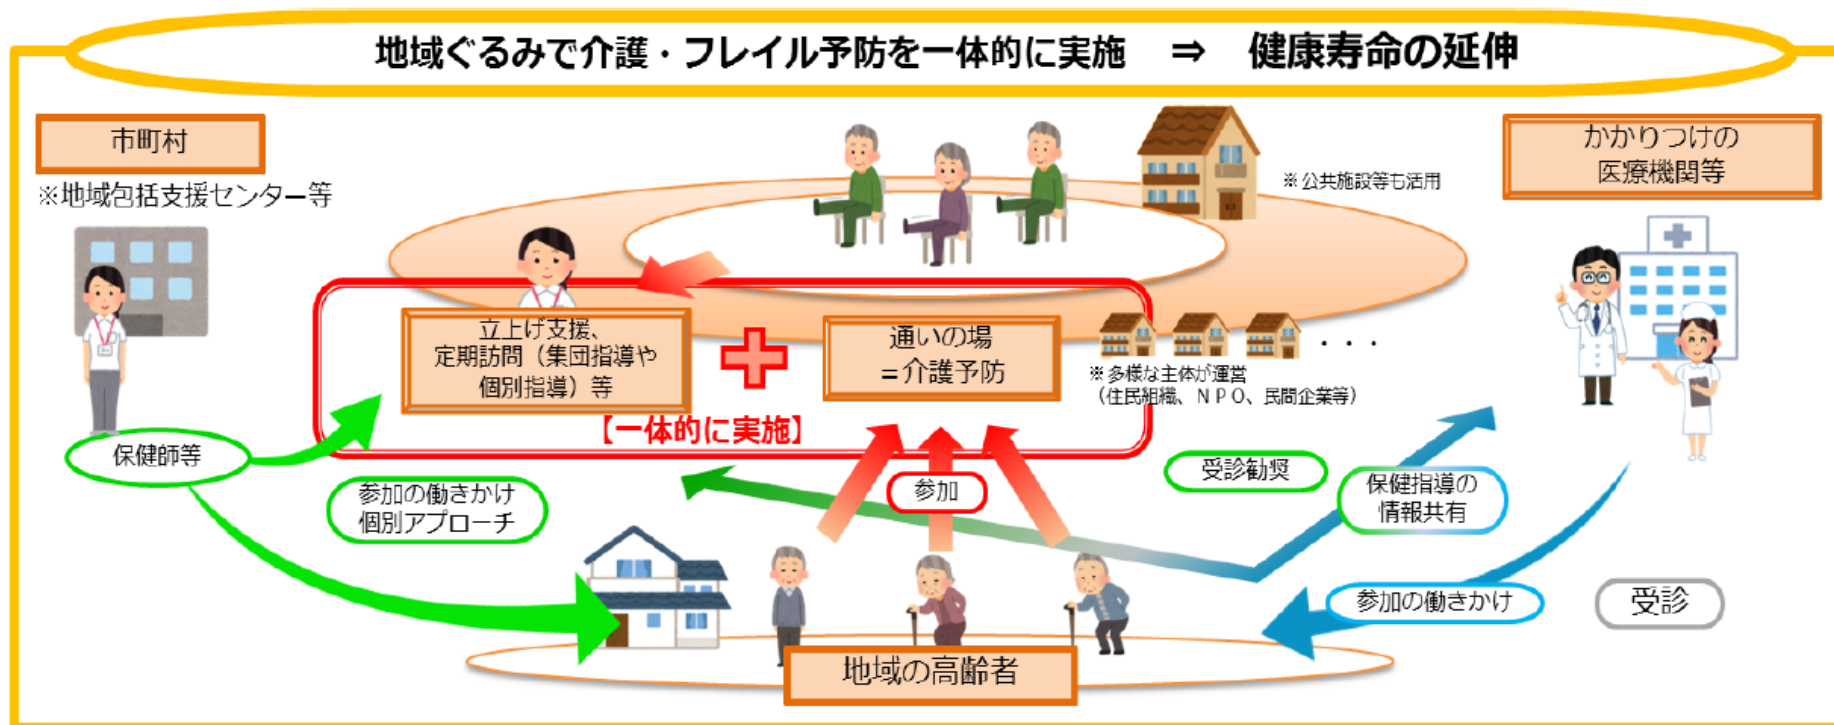 地域ぐるみで介護・フレイル予防を一体的に実施　⇒　健康寿命の延伸
市町村
※地域包括支援センター等
かかりつけの
医療機関等
※公共施設等も活用
立上げ支援、
定期訪問（集団指導や
個別指導）等
通いの場
＝介護予防
・・・
※多様な主体が運営
（住民組織、ＮＰＯ、民間企業等）
【一体的に実施】
保健師等
参加の働きかけ
個別アプローチ
参加
受診勧奨
保健指導の
情報共有
参加の働きかけ
受診
地域の高齢者